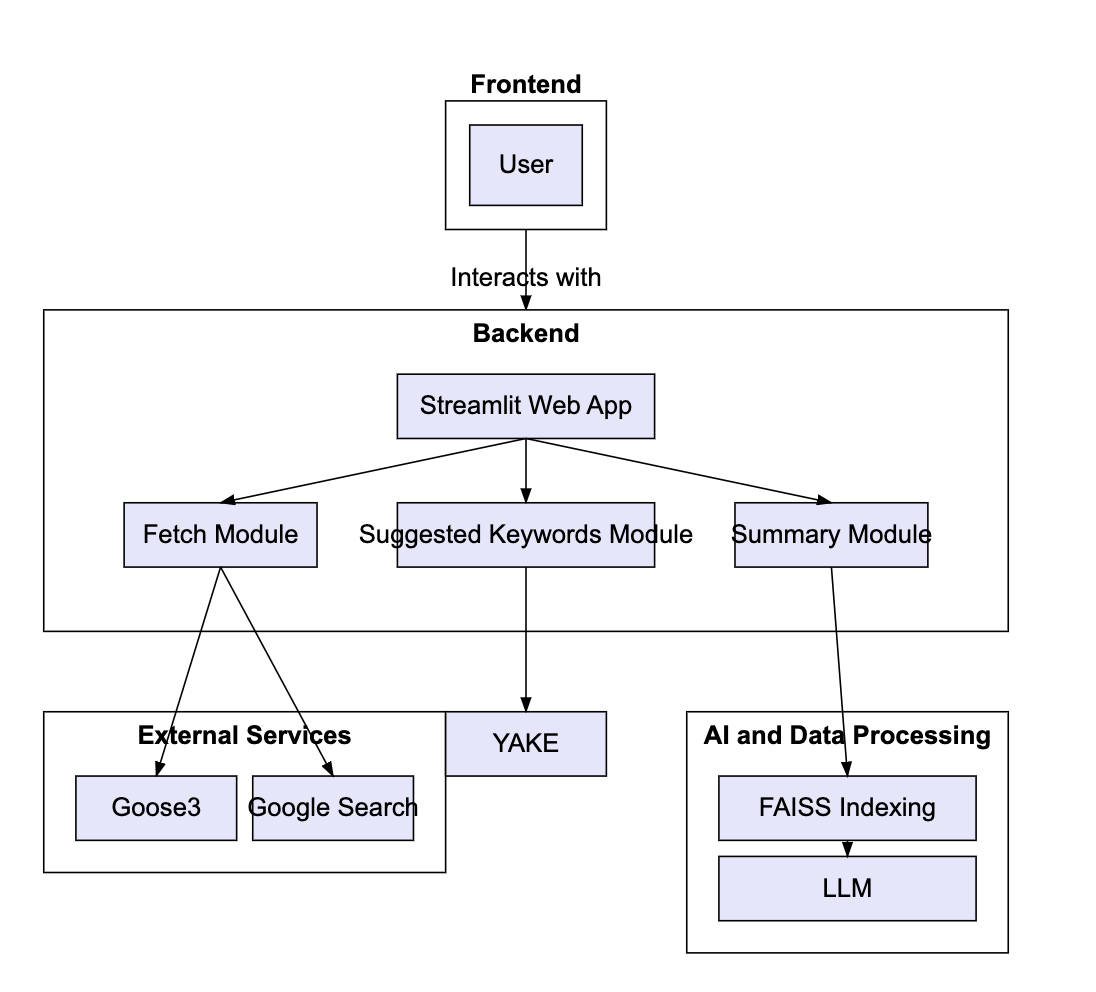 Frontend
User
Interacts with
Backend
Streamlit Web App
Fetch Module
Suggested Keywords Module
Summary Module
External Services
YAKE
AI and Data Processing
Goose3
Google Search
FAISS Indexing
LLM